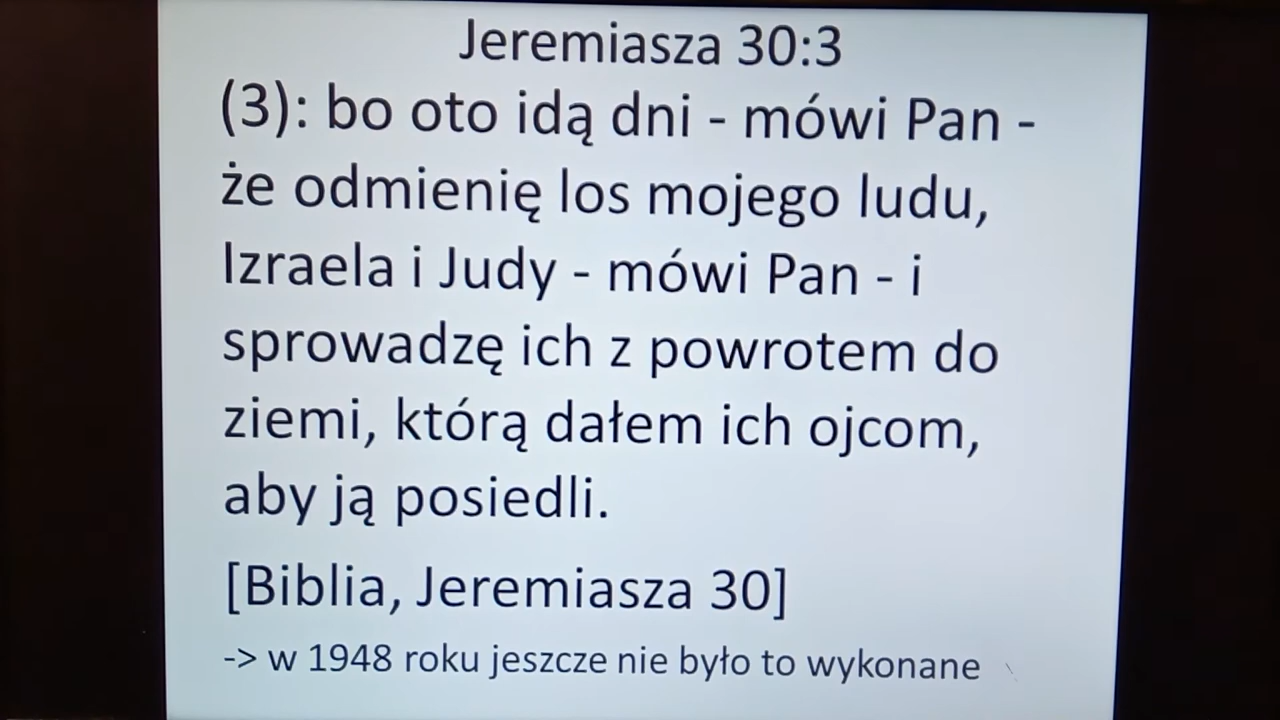 Jeremiasza 30:3
(3): bo oto idą dni - mówi Pan -
że odmienię los mojego ludu,
Izraela i Judy - mówi Pan - i
sprowadzę ich z powrotem do
ziemi, którą dałem ich ojcom,
aby ją posiedli.
[Biblia, Jeremiasza 30]
-> w 1948 roku jeszcze nie było to wykonane